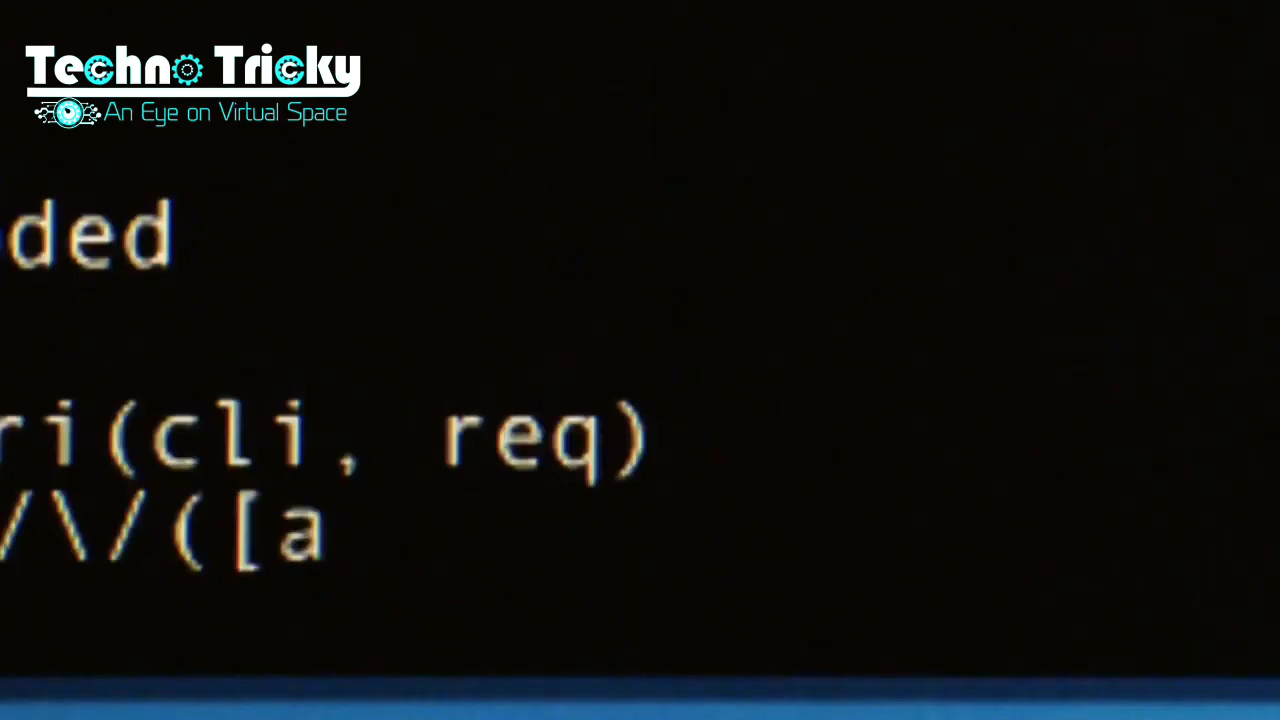 Techno Tricky
An Eye on Virtual Space
ded
ri(cli, req)
/\/([a